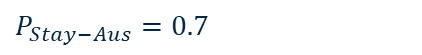 P_{Stay−Aus} = 0.7